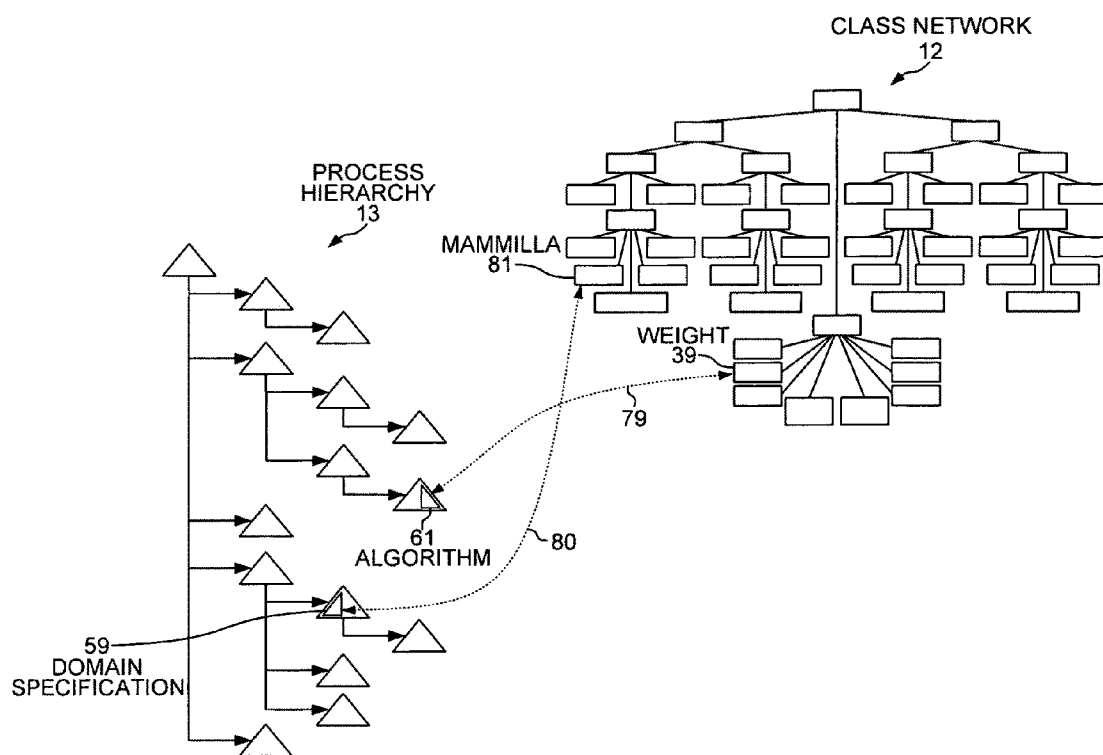 CLASS NETWORK
12
PROCESS
HIERARCHY
13
MAMMILLA
81
WEIGHT
39
79
61
ALGORITHM
80
59
DOMAIN
SPECIFICATION